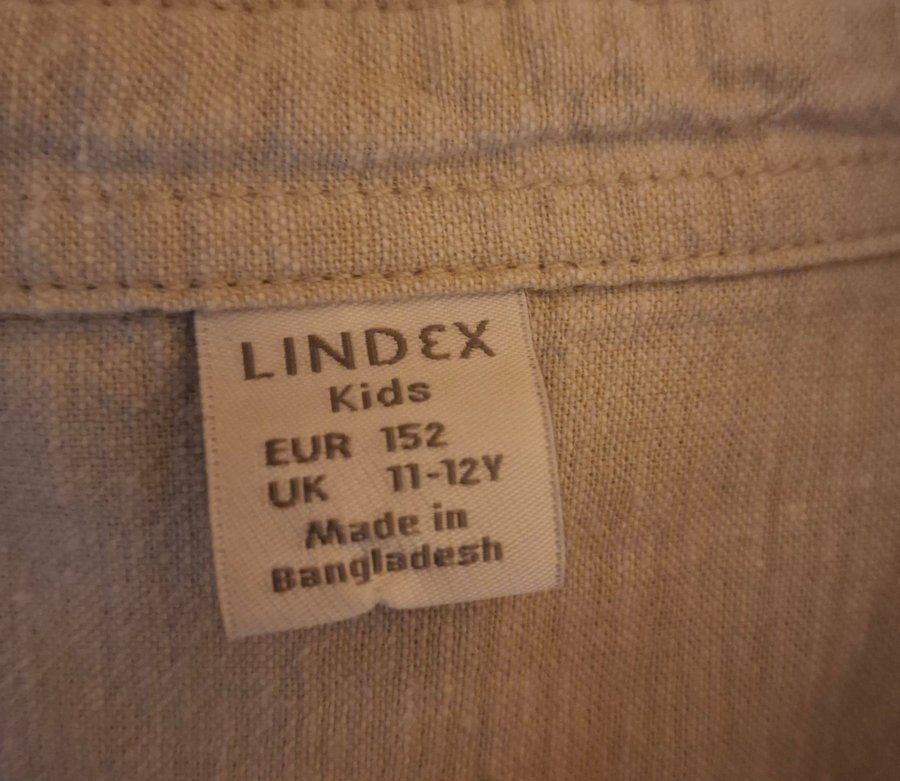 LINDEX
Kids
EUR 152
UK 11-12Y
Made in
Bangladesh